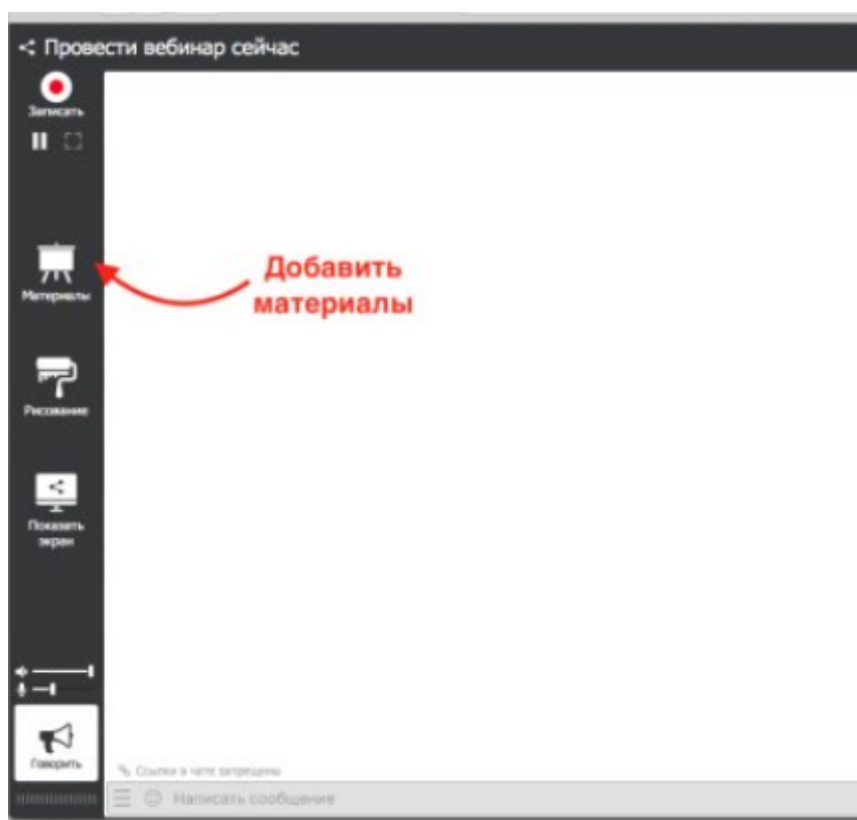 Провести вебинар сейчас
Записать
Материалы
Добавить
материалы
Рисование
Показать
экран
Говорить
Ссылки в чате запрещены
Написать сообщение